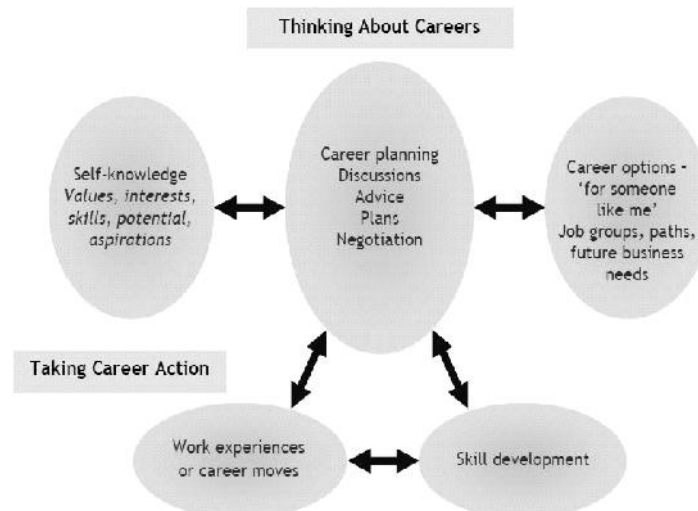 Thinking About Careers
Self-knowledge
Values, interests,
skills, potential,
aspirations
Career planning
Discussions
Advice
Plans
Negotiation
Career options -
‘for someone
like me’
Job groups, paths,
future business
needs
Taking Career Action
Work experiences
or career moves
Skill development